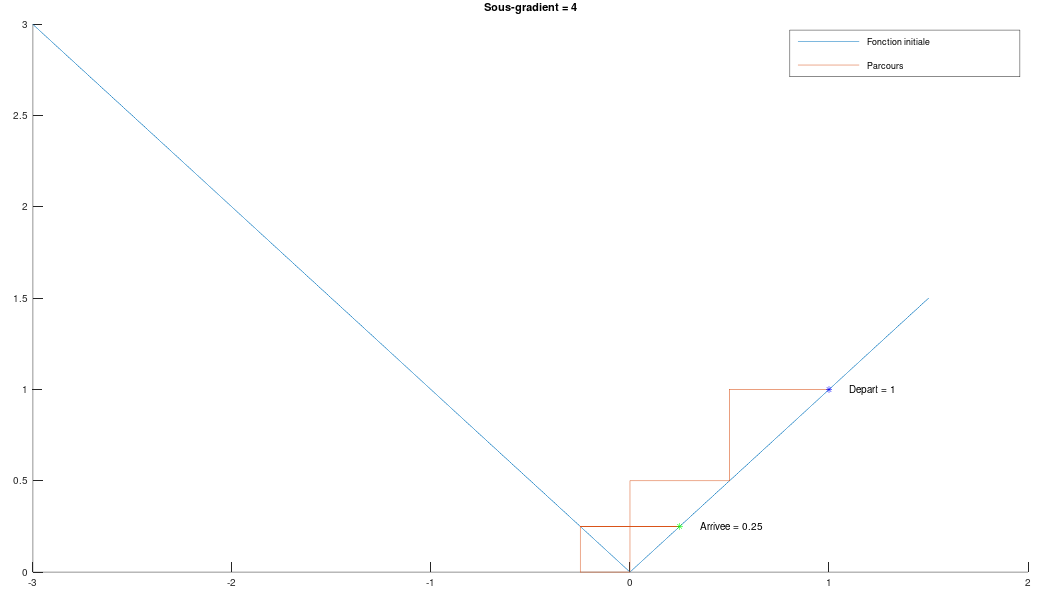 Sous-gradient = 4
Fonction initiale
Parcours
3
2.5
2
1.5
1
0.5
0
Depart = 1
Arrivee = 0.25
-3
-2
-1
0
1
2